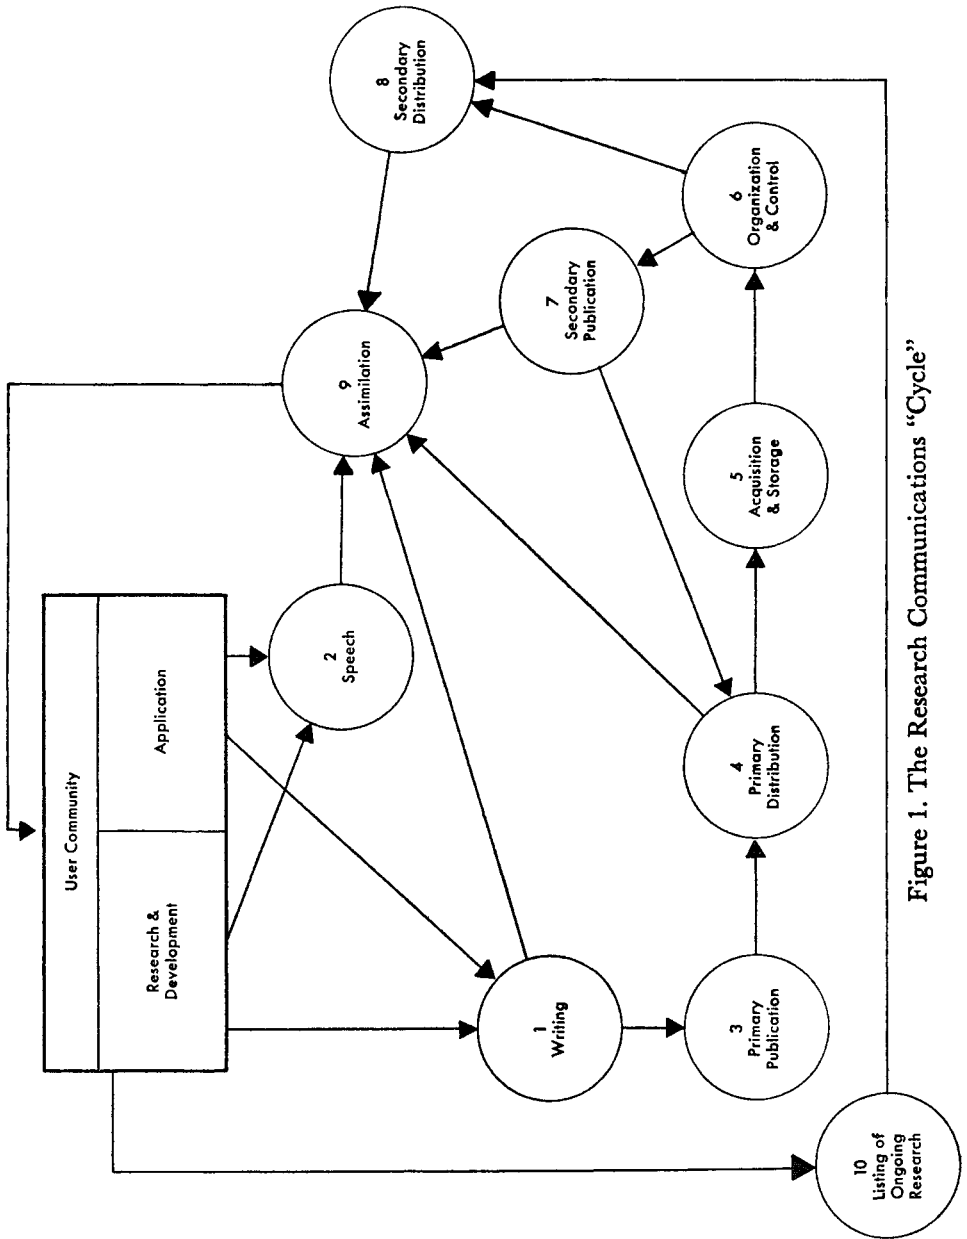 User Community
Research &
Development
Application
1
Writing
2
Speech
3
Primary
Publication
4
Primary
Distribution
5
Acquisition
& Storage
6
Organization
& Control
7
Secondary
Publication
8
Secondary
Distribution
9
Assimilation
10
Listing of
Ongoing
Research
Figure 1. The Research Communications “Cycle”